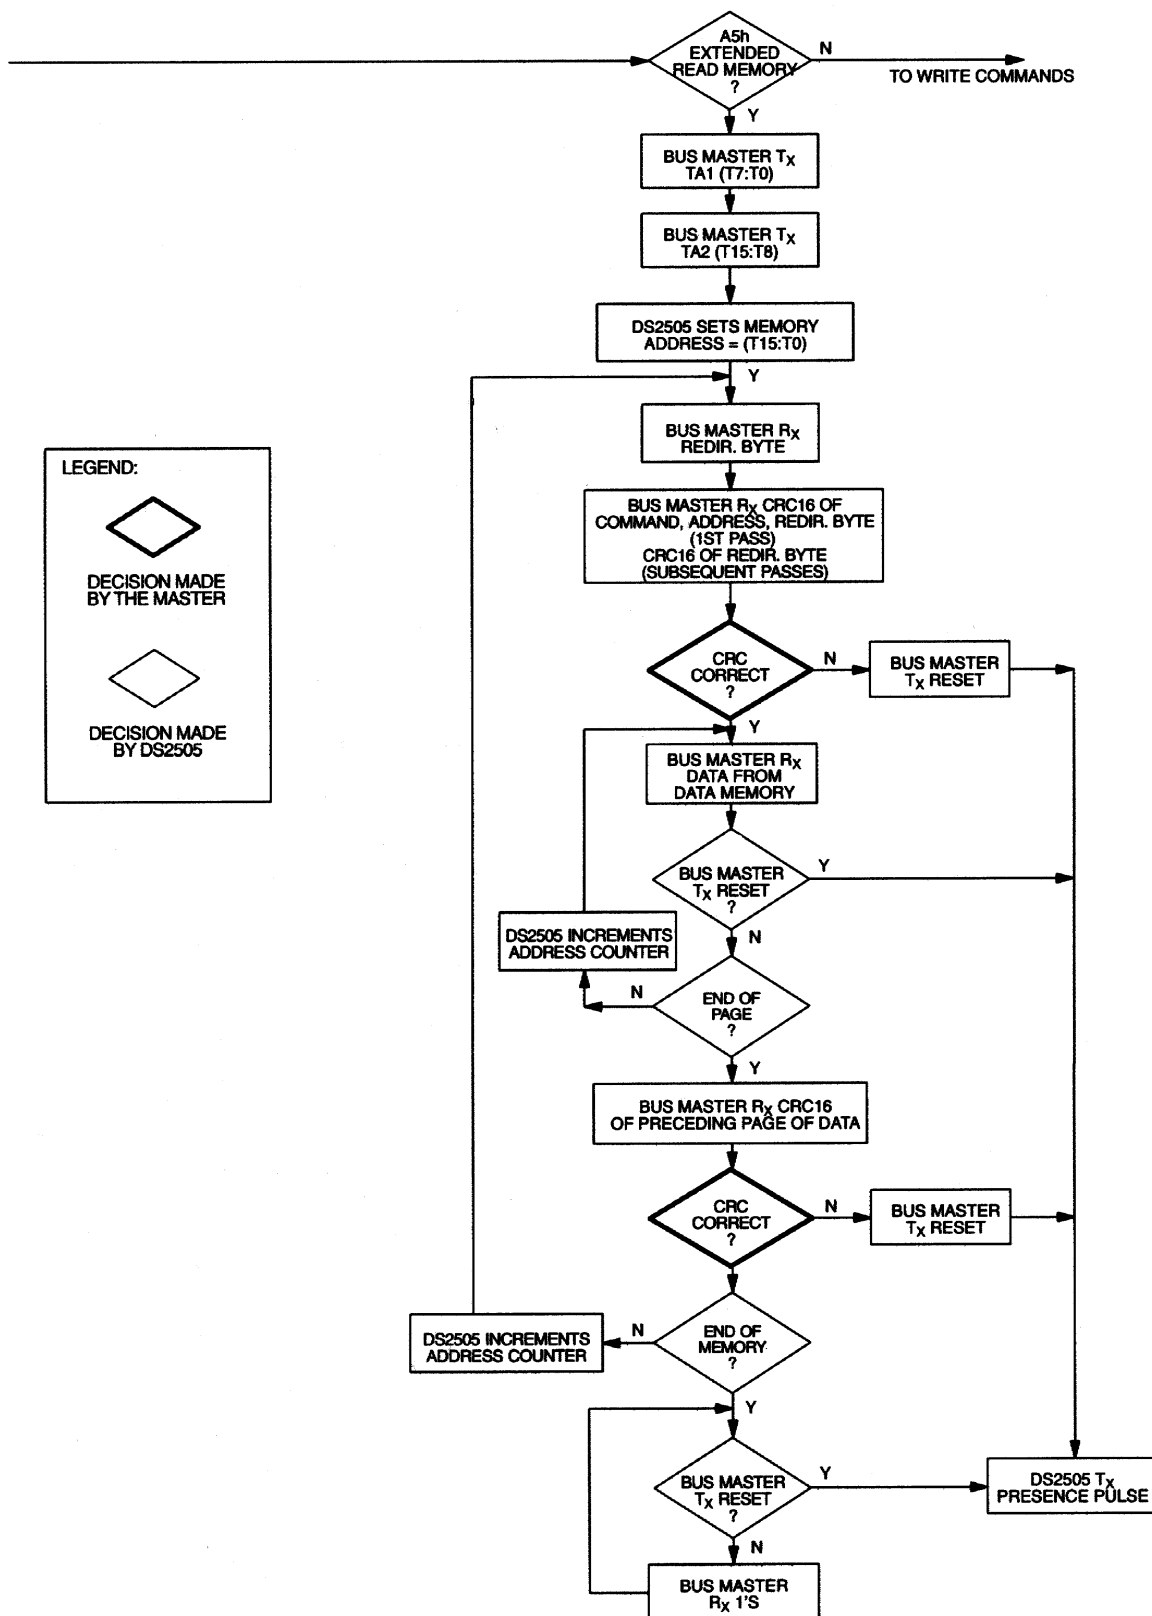 A5h
EXTENDED
READ MEMORY
?
N
TO WRITE COMMANDS
Y
BUS MASTER TX
TA1 (T7:T0)
BUS MASTER TX
TA2 (T15:T8)
DS2505 SETS MEMORY
ADDRESS = (T15:T0)
Y
BUS MASTER RX
REDIR. BYTE
LEGEND:
DECISION MADE
BY THE MASTER
DECISION MADE
BY DS2505
BUS MASTER RX CRC16 OF
COMMAND, ADDRESS, REDIR. BYTE
(1ST PASS)
CRC16 OF REDIR. BYTE
(SUBSEQUENT PASSES)
CRC
CORRECT
?
N
BUS MASTER
TX RESET
Y
BUS MASTER RX
DATA FROM
DATA MEMORY
BUS MASTER
TX RESET
?
Y
N
DS2505 INCREMENTS
ADDRESS COUNTER
END OF
PAGE
?
N
Y
BUS MASTER RX CRC16
OF PRECEDING PAGE OF DATA
CRC
CORRECT
?
N
BUS MASTER
TX RESET
END OF
MEMORY
?
N
DS2505 INCREMENTS
ADDRESS COUNTER
Y
BUS MASTER
TX RESET
?
Y
DS2505 TX
PRESENCE PULSE
N
BUS MASTER
RX 1'S